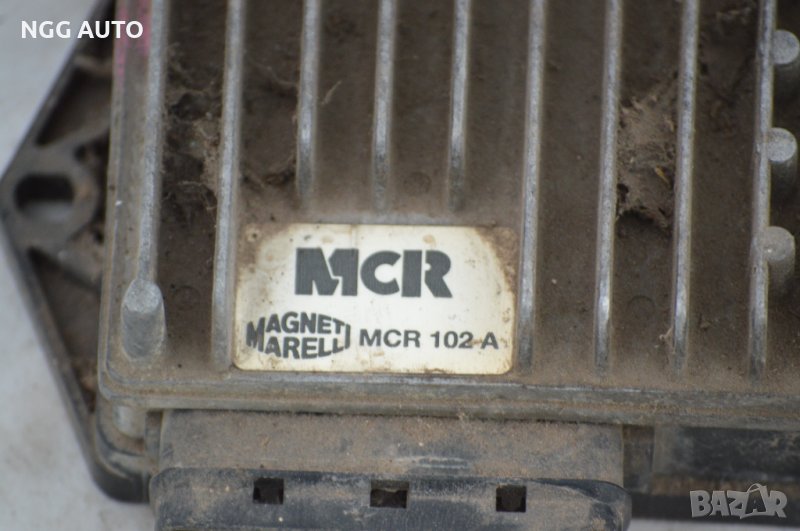 NGG AUTO
MCR
MAGNETI
MARELLI
MCR 102 A
BAZAR